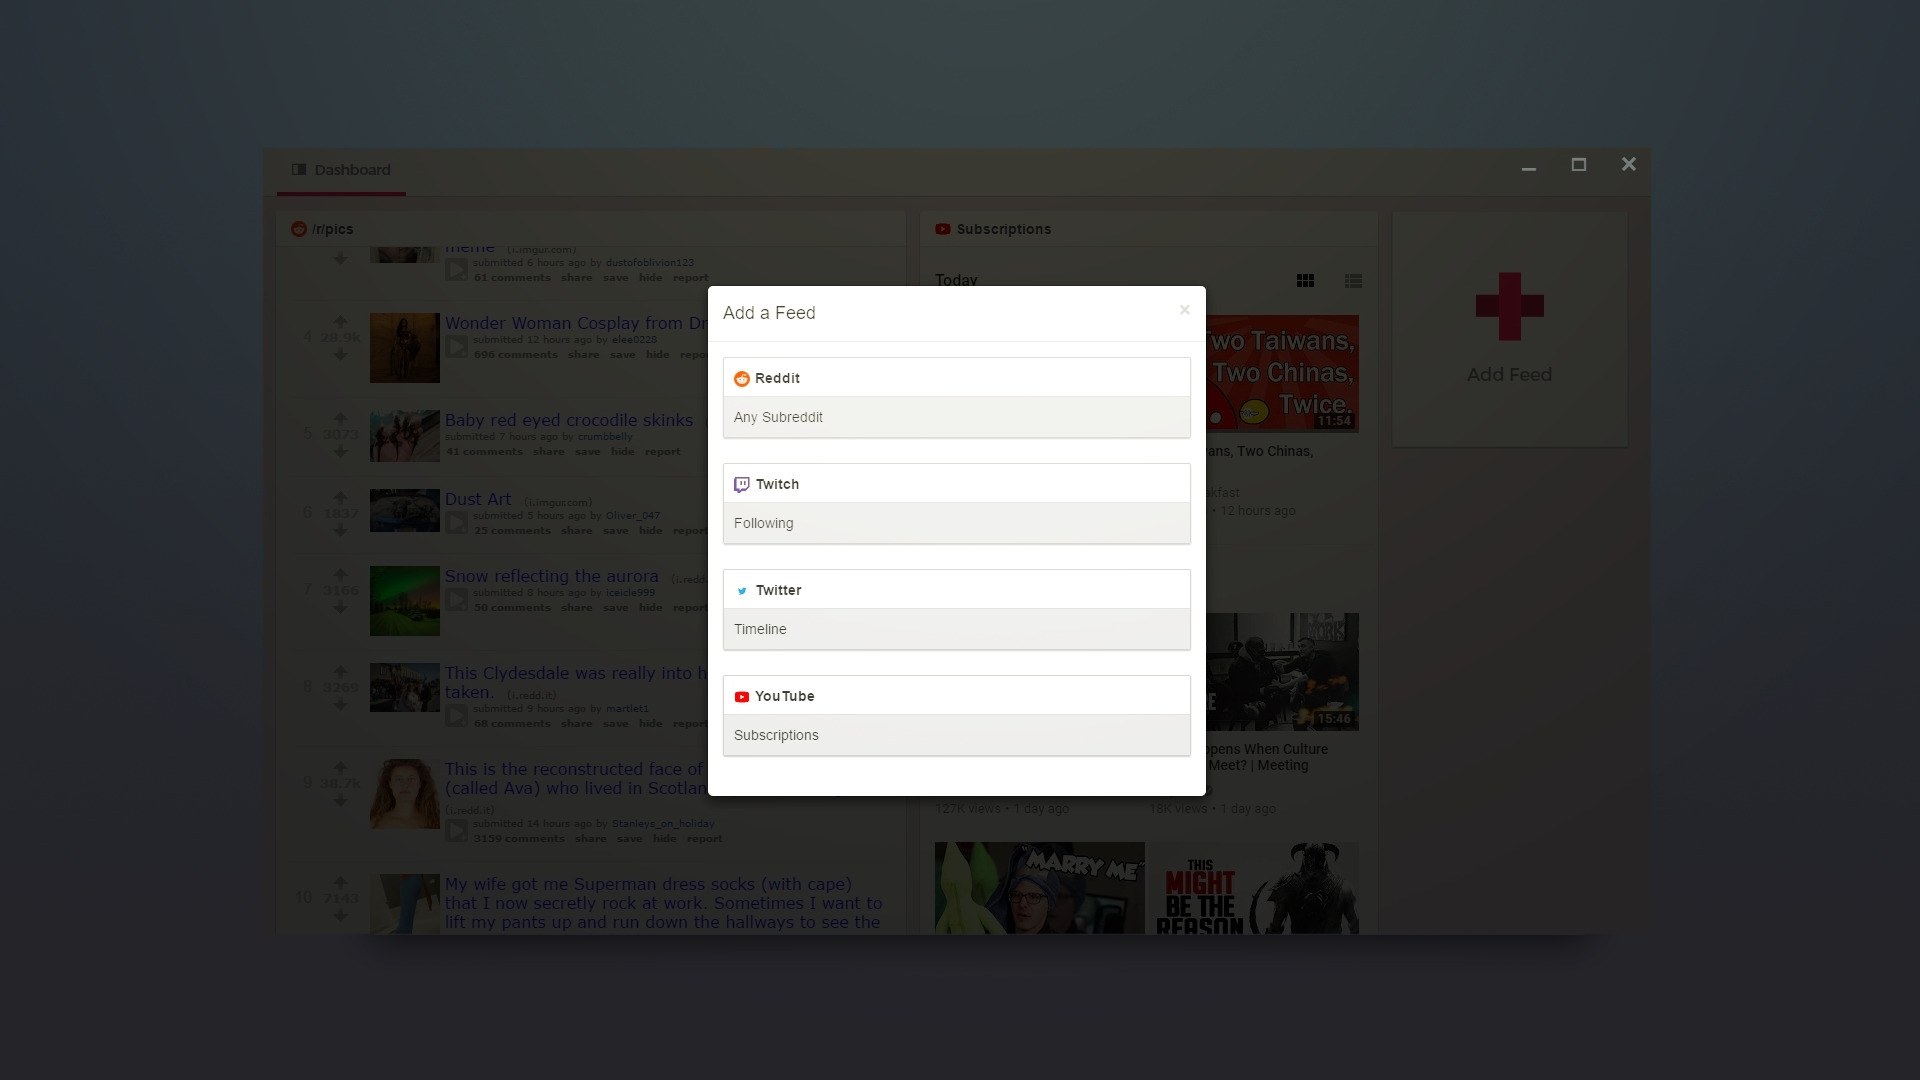 Dashboard
/r/pics
meme (i.imgur.com)
submitted 6 hours ago by dustofoblivion123
61 comments share save hide report
4 28.9k
Wonder Woman Cosplay from
submitted 12 hours ago by elee0228
696 comments share save hide
5 3073
Baby red eyed crocodile skinks
submitted 7 hours ago by crumbbelly
41 comments share save hide report
6 1837
Dust Art (i.imgur.com)
submitted 5 hours ago by Oliver_047
25 comments share save hide report
7 3166
Snow reflecting the aurora (i.redd.
submitted 8 hours ago by iceicle999
50 comments share save hide report
8 3269
This Clydesdale was really into
taken. (i.redd.it)
submitted 9 hours ago by martlet1
68 comments share save hide report
9 38.7k
This is the reconstructed face of
(called Ava) who lived in
(i.redd.it)
submitted 14 hours ago by Stanleys_on_holiday
3159 comments share save hide report
10 7143
My wife got me Superman dress socks (with cape)
that I now secretly rock at work. Sometimes I want to
lift my pants up and run down the hallways to see the
Add a Feed
×
Reddit
Any Subreddit
Twitch
Following
Twitter
Timeline
YouTube
Subscriptions
Subscriptions
Today
Two Taiwans,
Two Chinas,
Twice.
11:54
Two Chinas,
• 12 hours ago
15:46
When Culture
Meet? | Meeting
127K views • 1 day ago
18K views • 1 day ago
"MARRY ME"
THIS
MIGHT
BE THE
REASON
Add Feed